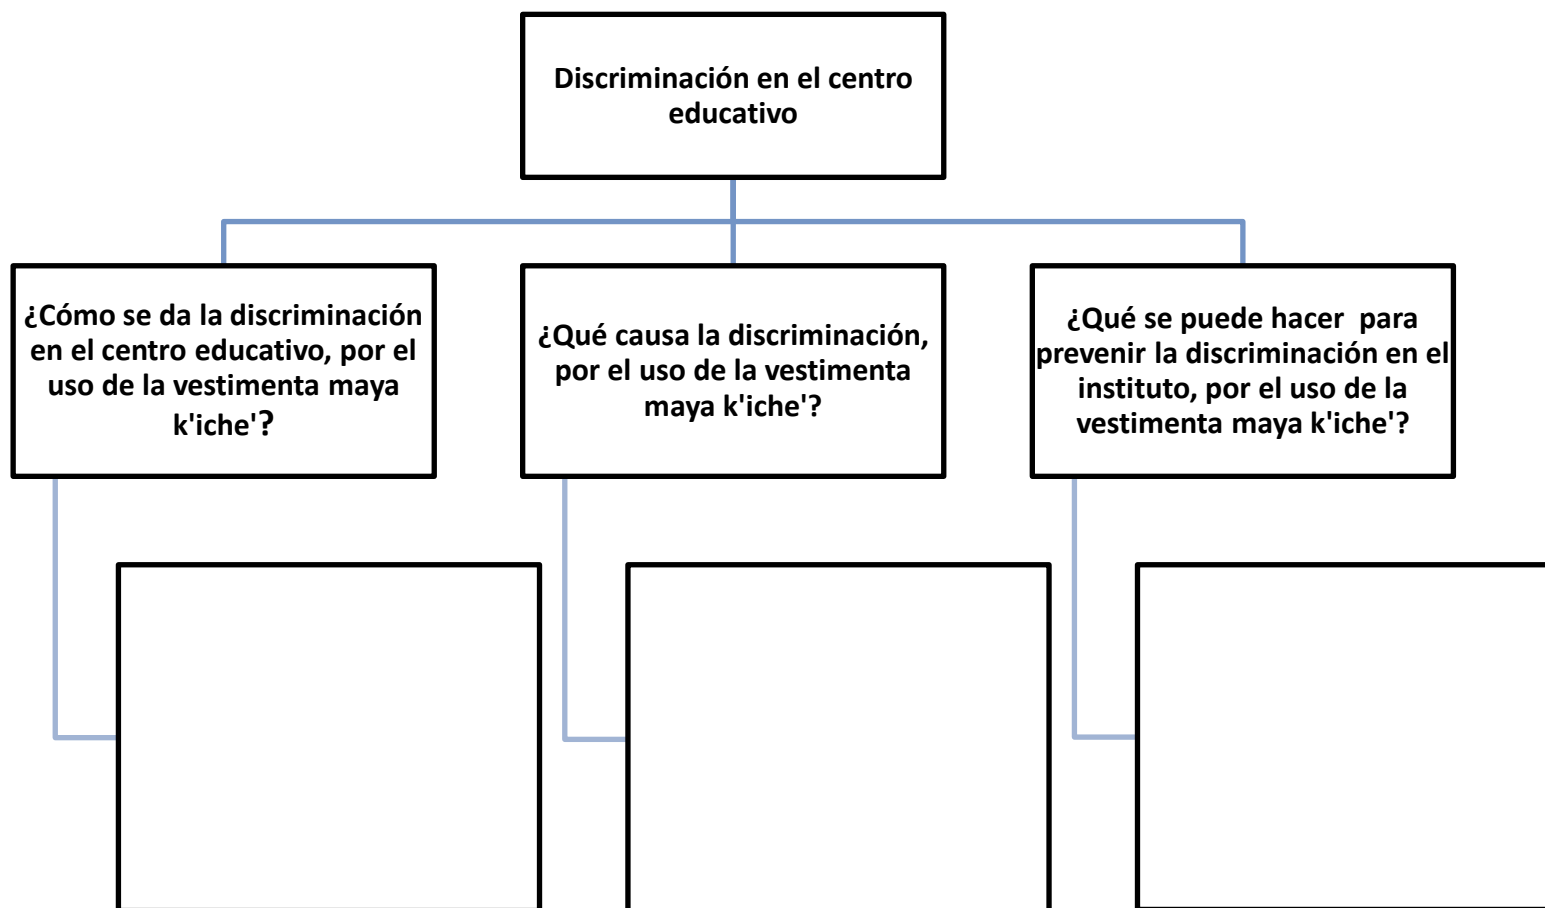 Discriminación en el centro
educativo
¿Cómo se da la discriminación
en el centro educativo, por el
uso de la vestimenta maya
k'iche'?
¿Qué causa la discriminación,
por el uso de la vestimenta
maya k'iche'?
¿Qué se puede hacer  para
prevenir la discriminación en el
instituto, por el uso de la
vestimenta maya k'iche'?